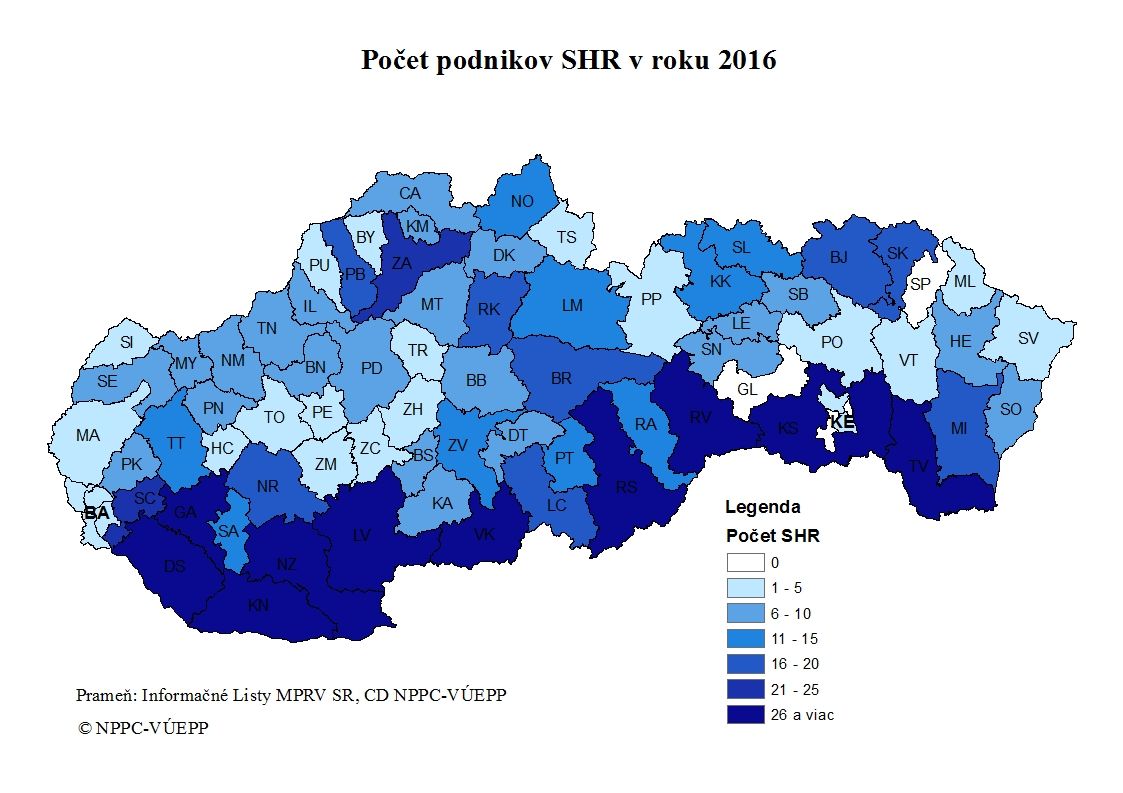 Počet podnikov SHR v roku 2016
CA
NO
BY
KM
TS
PU
PB
ZA
DK
SL
BJ
SK
SP
ML
IL
MT
RK
LM
PP
KK
SB
TN
SI
MY
NM
BN
PD
TR
LE
SN
PO
HE
SV
VT
SE
BB
BR
GL
PN
TO
PE
ZH
SO
MA
TT
HC
ZM
ZC
BS
ZV
DT
PT
RA
RV
KS
KE
MI
PK
TV
NR
RS
BA
SC
GA
SA
KA
LC
LV
VK
DS
NZ
KN
Legenda
Počet SHR
0
1 - 5
6 - 10
11 - 15
16 - 20
21 - 25
26 a viac
Prameň: Informačné Listy MPRV SR, CD NPPC-VÚEPP
© NPPC-VÚEPP